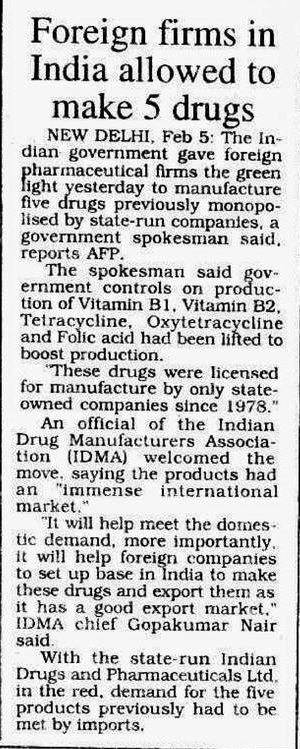 Foreign firms in
India allowed to
make 5 drugs
NEW DELHI, Feb 5: The In-
dian government gave foreign
pharmaceutical firms the green
light yesterday to manufacture
five drugs previously monopo-
lised by state-run companies, a
government spokesman said,
reports AFP.
The spokesman said gov-
ernment controls on produc-
tion of Vitamin B1, Vitamin B2,
Tetracycline, Oxytetracycline
and Folic acid had been lifted to
boost production.
"These drugs were licensed
for manufacture by only state-
owned companies since 1978."
An official of the Indian
Drug Manufacturers Associa-
tion (IDMA) welcomed the
move, saying the products had
an "immense international
market."
"It will help meet the domes-
tic demand, more importantly,
it will help foreign companies
to set up base in India to make
these drugs and export them as
it has a good export market,"
IDMA chief Gopakumar Nair
said.
With the state-run Indian
Drugs and Pharmaceuticals Ltd.
in the red, demand for the five
products previously had to be
met by imports.